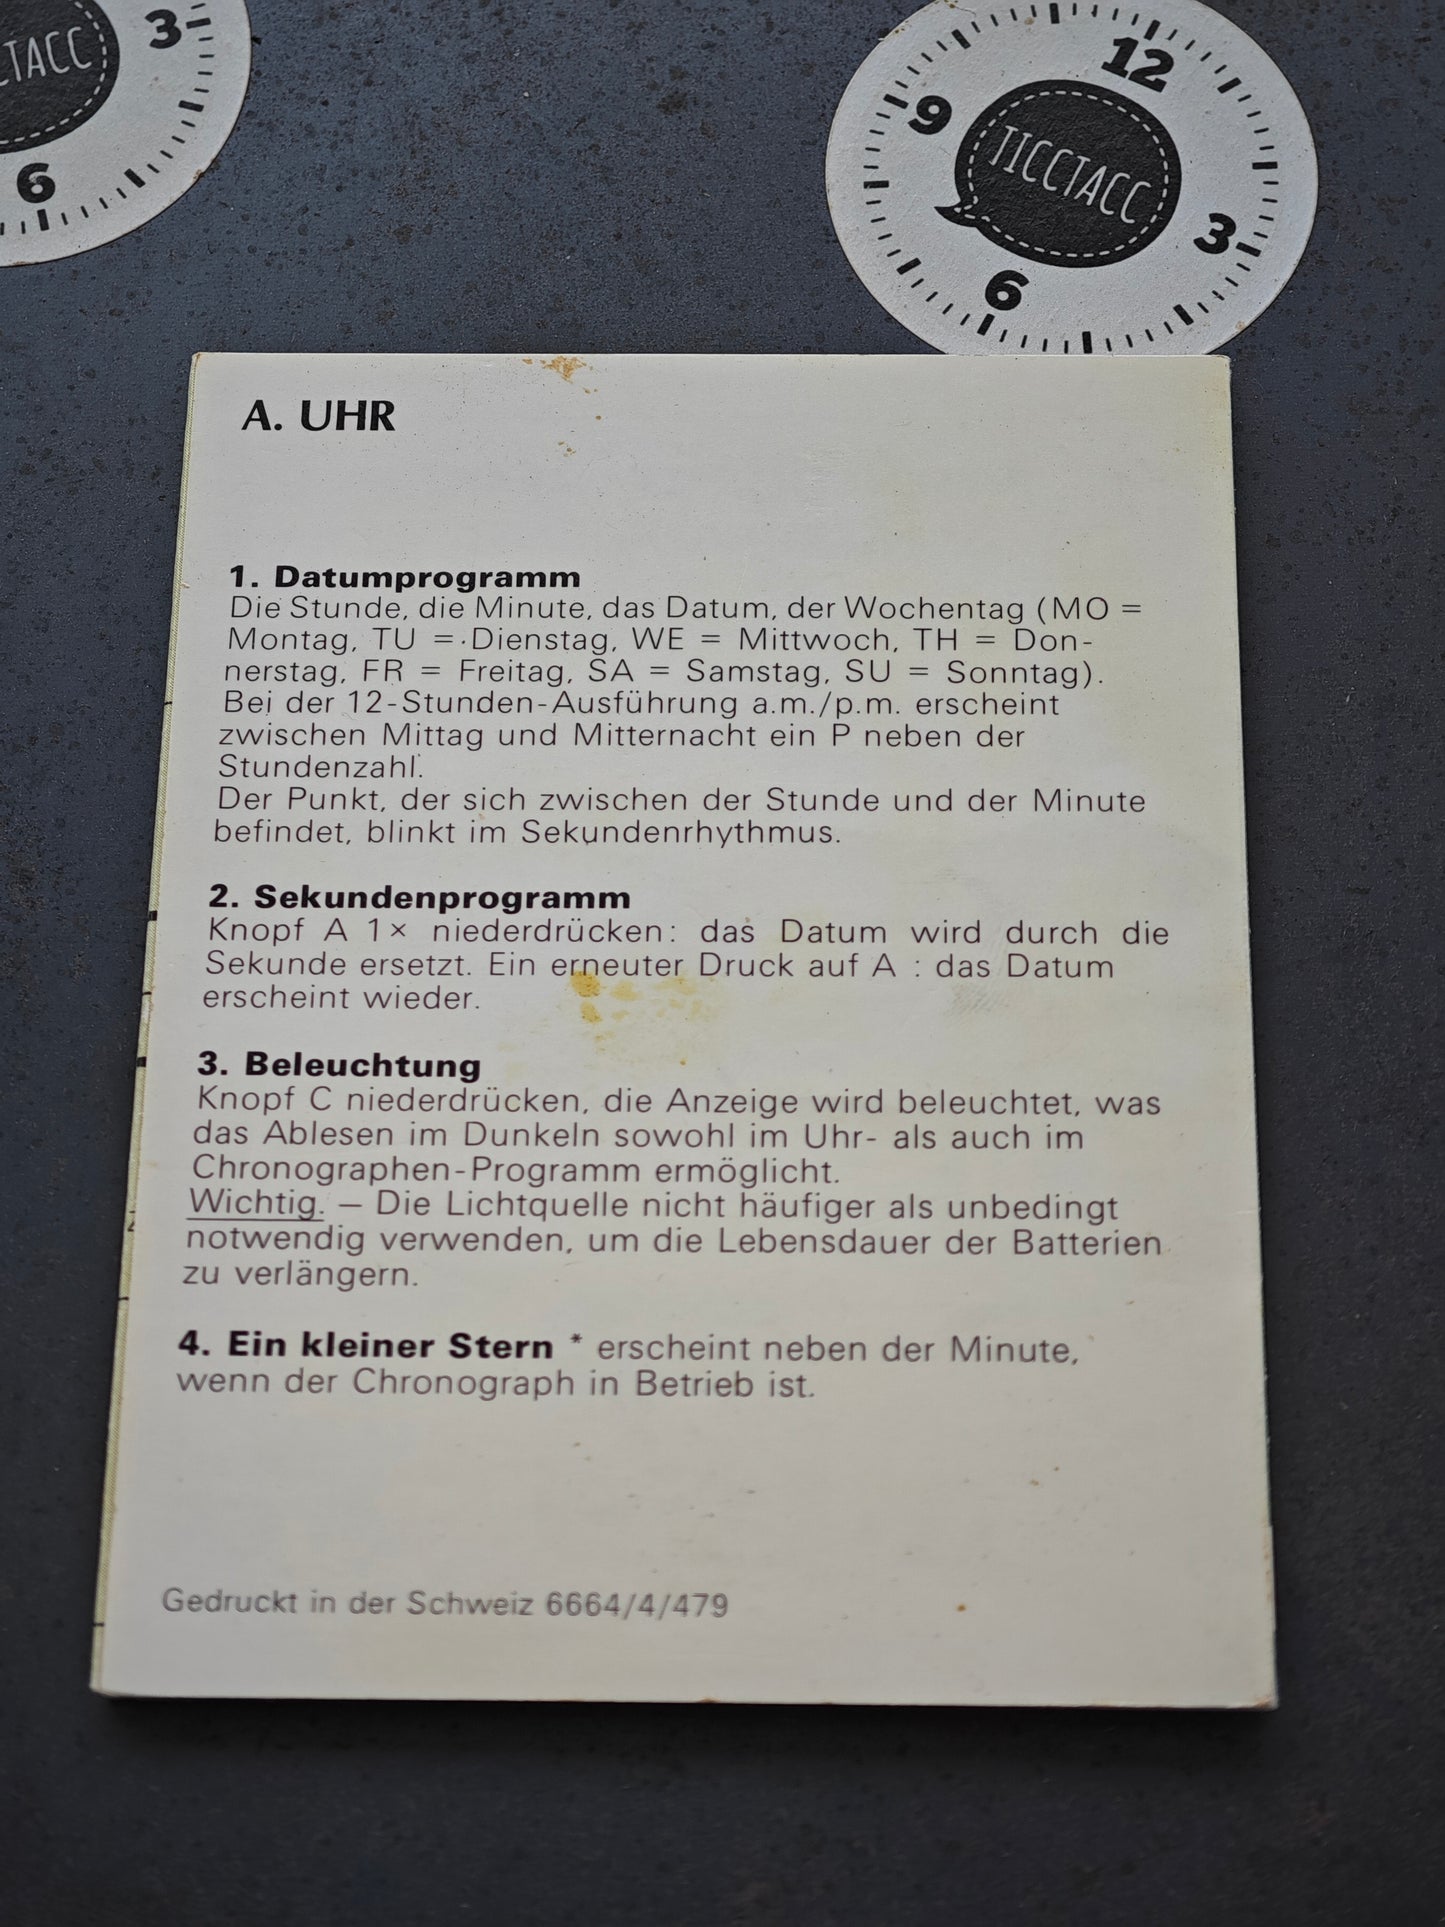 TACC
3
6
12
9
TICCTACC
3
6
A. UHR
1. Datumprogramm
Die Stunde, die Minute, das Datum, der Wochentag (MO =
Montag, TU = Dienstag, WE = Mittwoch, TH = Don-
nerstag, FR = Freitag, SA = Samstag, SU = Sonntag).
Bei der 12-Stunden-Ausführung a.m./p.m. erscheint
zwischen Mittag und Mitternacht ein P neben der
Stundenzahl.
Der Punkt, der sich zwischen der Stunde und der Minute
befindet, blinkt im Sekundenrhythmus.
2. Sekundenprogramm
Knopf A 1× niederdrücken: das Datum wird durch die
Sekunde ersetzt. Ein erneuter Druck auf A : das Datum
erscheint wieder.
3. Beleuchtung
Knopf C niederdrücken, die Anzeige wird beleuchtet, was
das Ablesen im Dunkeln sowohl im Uhr- als auch im
Chronographen-Programm ermöglicht.
Wichtig. — Die Lichtquelle nicht häufiger als unbedingt
notwendig verwenden, um die Lebensdauer der Batterien
zu verlängern.
4. Ein kleiner Stern * erscheint neben der Minute,
wenn der Chronograph in Betrieb ist.
Gedruckt in der Schweiz 6664/4/479